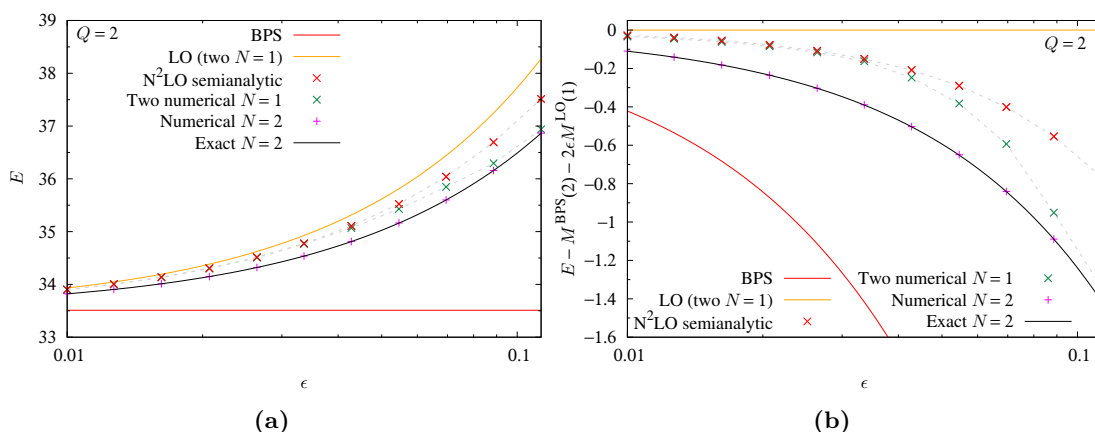 39
38
37
36
35
34
33
E
Q = 2
BPS
LO (two N = 1)
N²LO semianalytic
Two numerical N = 1
Numerical N = 2
Exact N = 2
0.01
0.1
ϵ
(a)
0
−0.2
−0.4
−0.6
−0.8
−1
−1.2
−1.4
−1.6
E − M^BPS(2) − 2ϵM^LO(1)
Q = 2
BPS
LO (two N = 1)
N²LO semianalytic
Two numerical N = 1
Numerical N = 2
Exact N = 2
0.01
0.1
ϵ
(b)